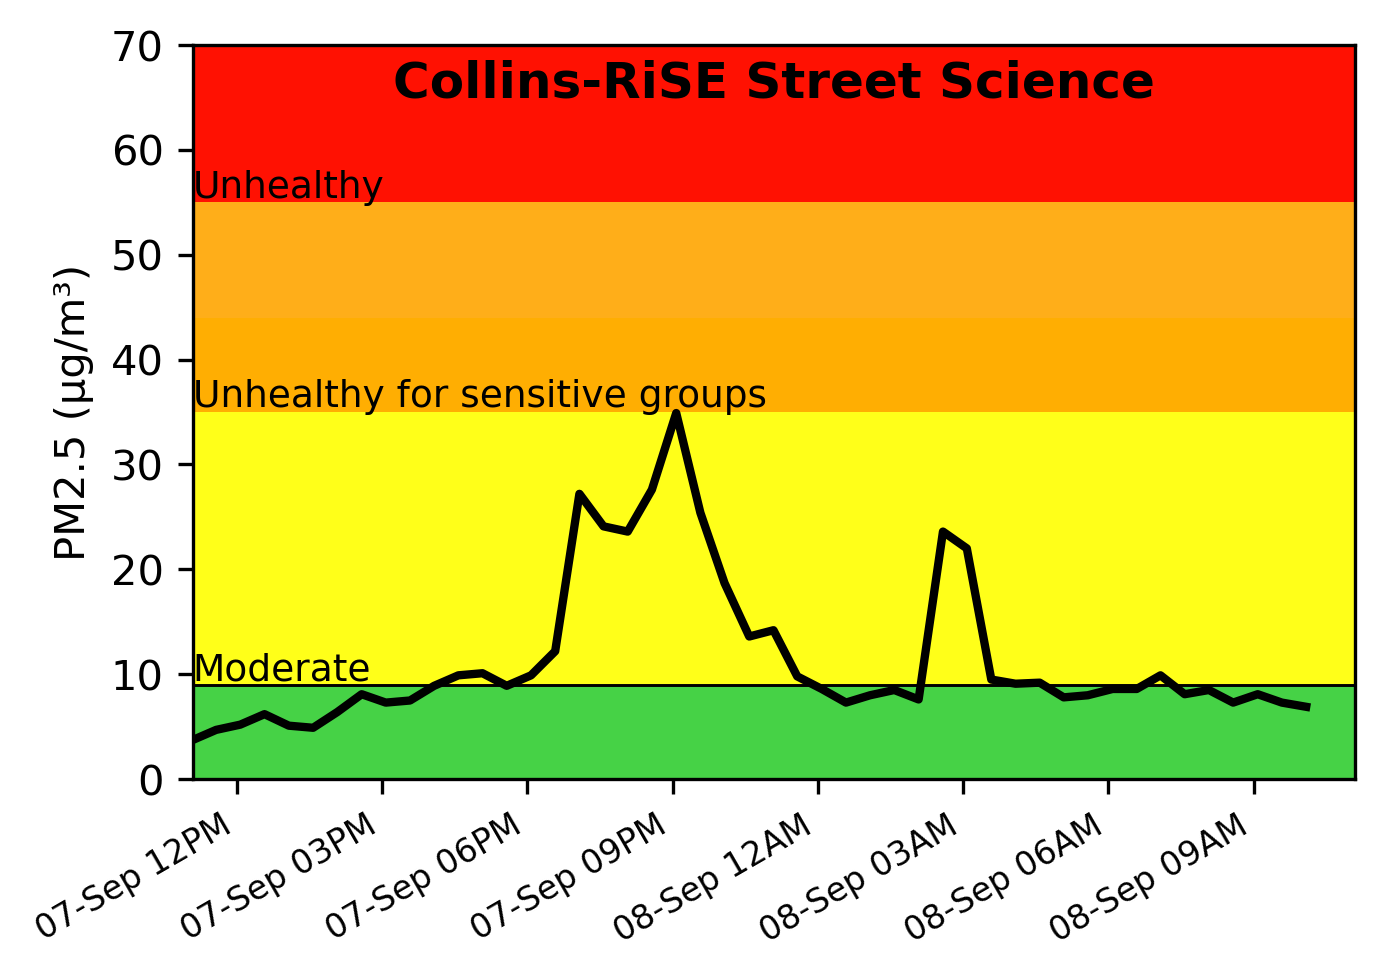 Collins-RiSE Street Science
70
60
Unhealthy
50
40
Unhealthy for sensitive groups
30
20
Moderate
10
0
PM2.5 (µg/m³)
07-Sep 12PM
07-Sep 03PM
07-Sep 06PM
07-Sep 09PM
08-Sep 12AM
08-Sep 03AM
08-Sep 06AM
08-Sep 09AM